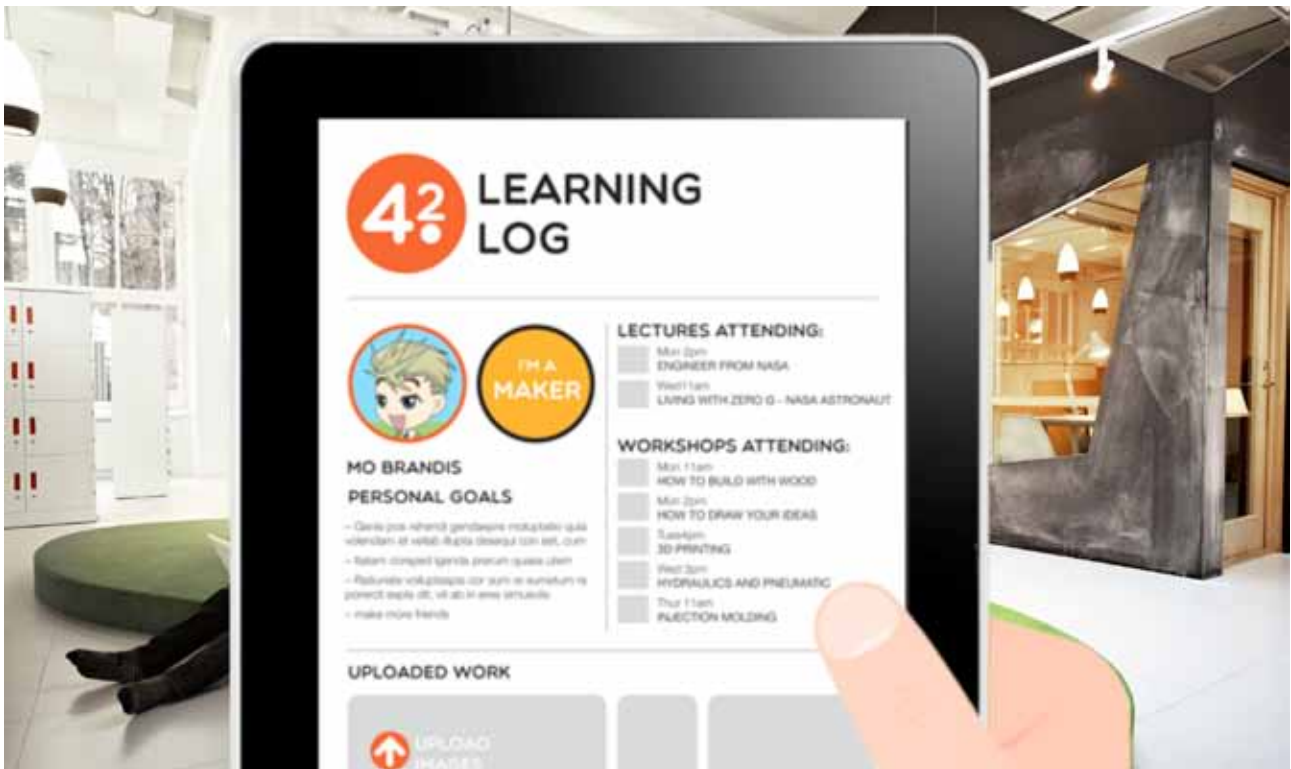 42
LEARNING
LOG
I'M A
MAKER
MO BRANDIS
PERSONAL GOALS
– make more friends
LECTURES ATTENDING:
Mon 2pm
ENGINEER FROM NASA
Wed 11am
LIVING WITH ZERO G - NASA ASTRONAUT
WORKSHOPS ATTENDING:
Mon 11am
HOW TO BUILD WITH WOOD
Mon 2pm
HOW TO DRAW YOUR IDEAS
Tues4pm
3D PRINTING
Wed 3pm
HYDRAULICS AND PNEUMATIC
Thur 11am
INJECTION MOLDING
UPLOADED WORK
UPLOAD
IMAGES